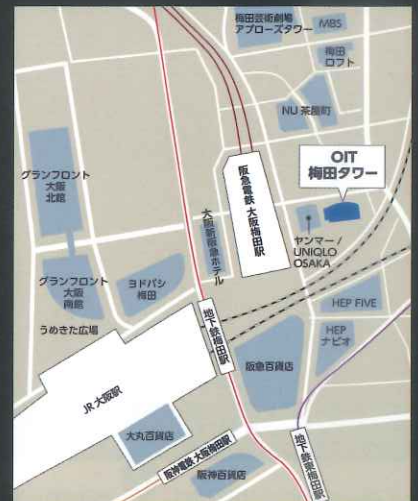 梅田芸術劇場
アプローズタワー
MBS
梅田
ロフト
NU 茶屋町
OIT
梅田タワー
グランフロント
大阪
北館
阪急電鉄 大阪梅田駅
大阪新阪急ホテル
ヤンマー/
UNIQLO
OSAKA
グランフロント
大阪
南館
ヨドバシ
梅田
うめきた広場
地下鉄梅田駅
HEP FIVE
HEP
ナビオ
阪急百貨店
JR 大阪駅
大丸百貨店
阪神電鉄 大阪梅田駅
阪神百貨店
地下鉄東梅田駅